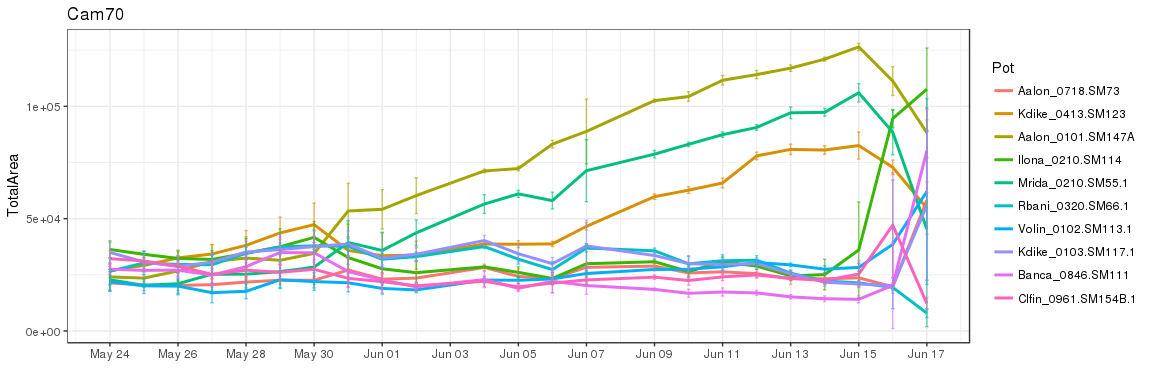 Cam70
TotalArea
1e+05
5e+04
0e+00
May 24 May 26 May 28 May 30 Jun 01 Jun 03 Jun 05 Jun 07 Jun 09 Jun 11 Jun 13 Jun 15 Jun 17
Pot
Aalon_0718.SM73
Kdike_0413.SM123
Aalon_0101.SM147A
Ilona_0210.SM114
Mrida_0210.SM55.1
Rbani_0320.SM66.1
Volin_0102.SM113.1
Kdike_0103.SM117.1
Banca_0846.SM111
Clfin_0961.SM154B.1